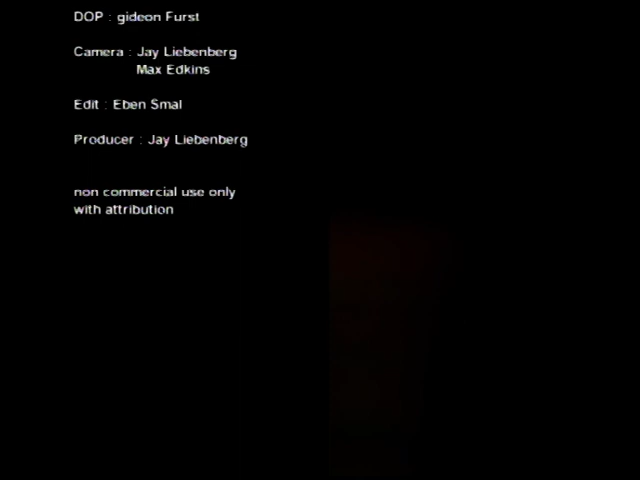 DOP : gideon Furst
Camera : Jay Liebenberg
Max Edkins
Edit : Eben Smal
Producer : Jay Liebenberg
non commercial use only
with attribution